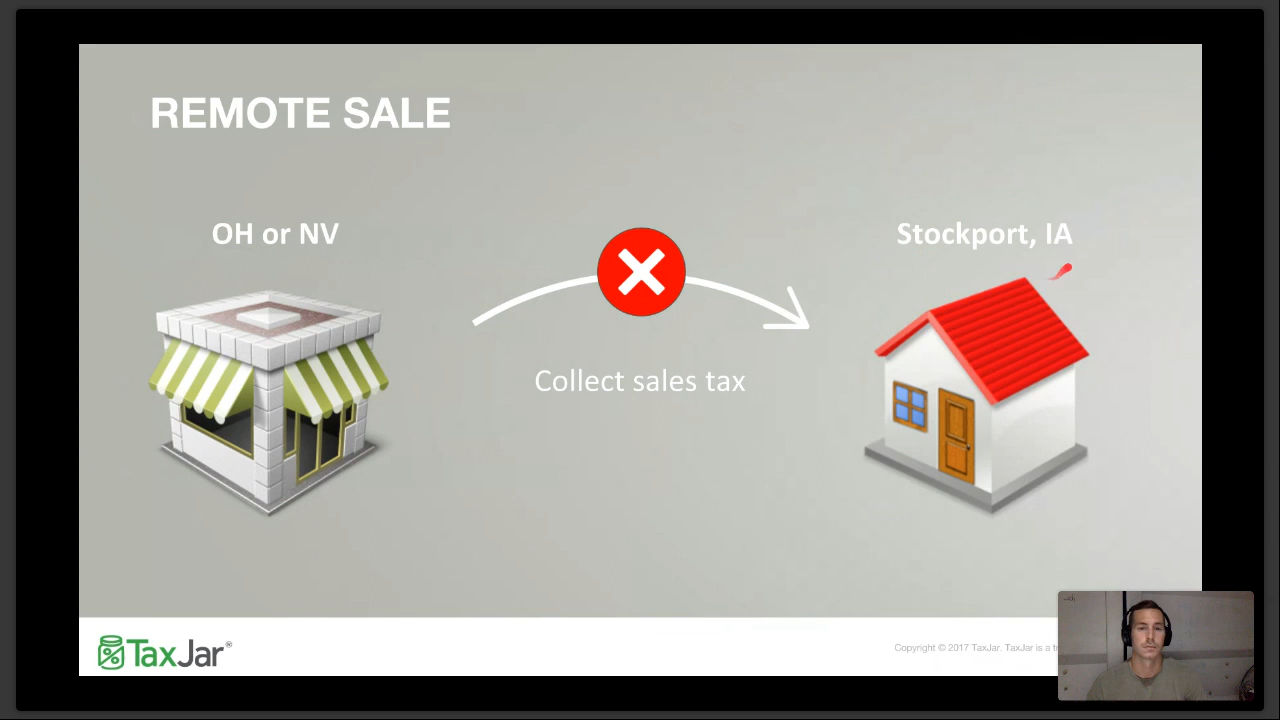 REMOTE SALE
OH or NV
Stockport, IA
Collect sales tax
TaxJar®
Copyright © 2017 TaxJar. TaxJar is a